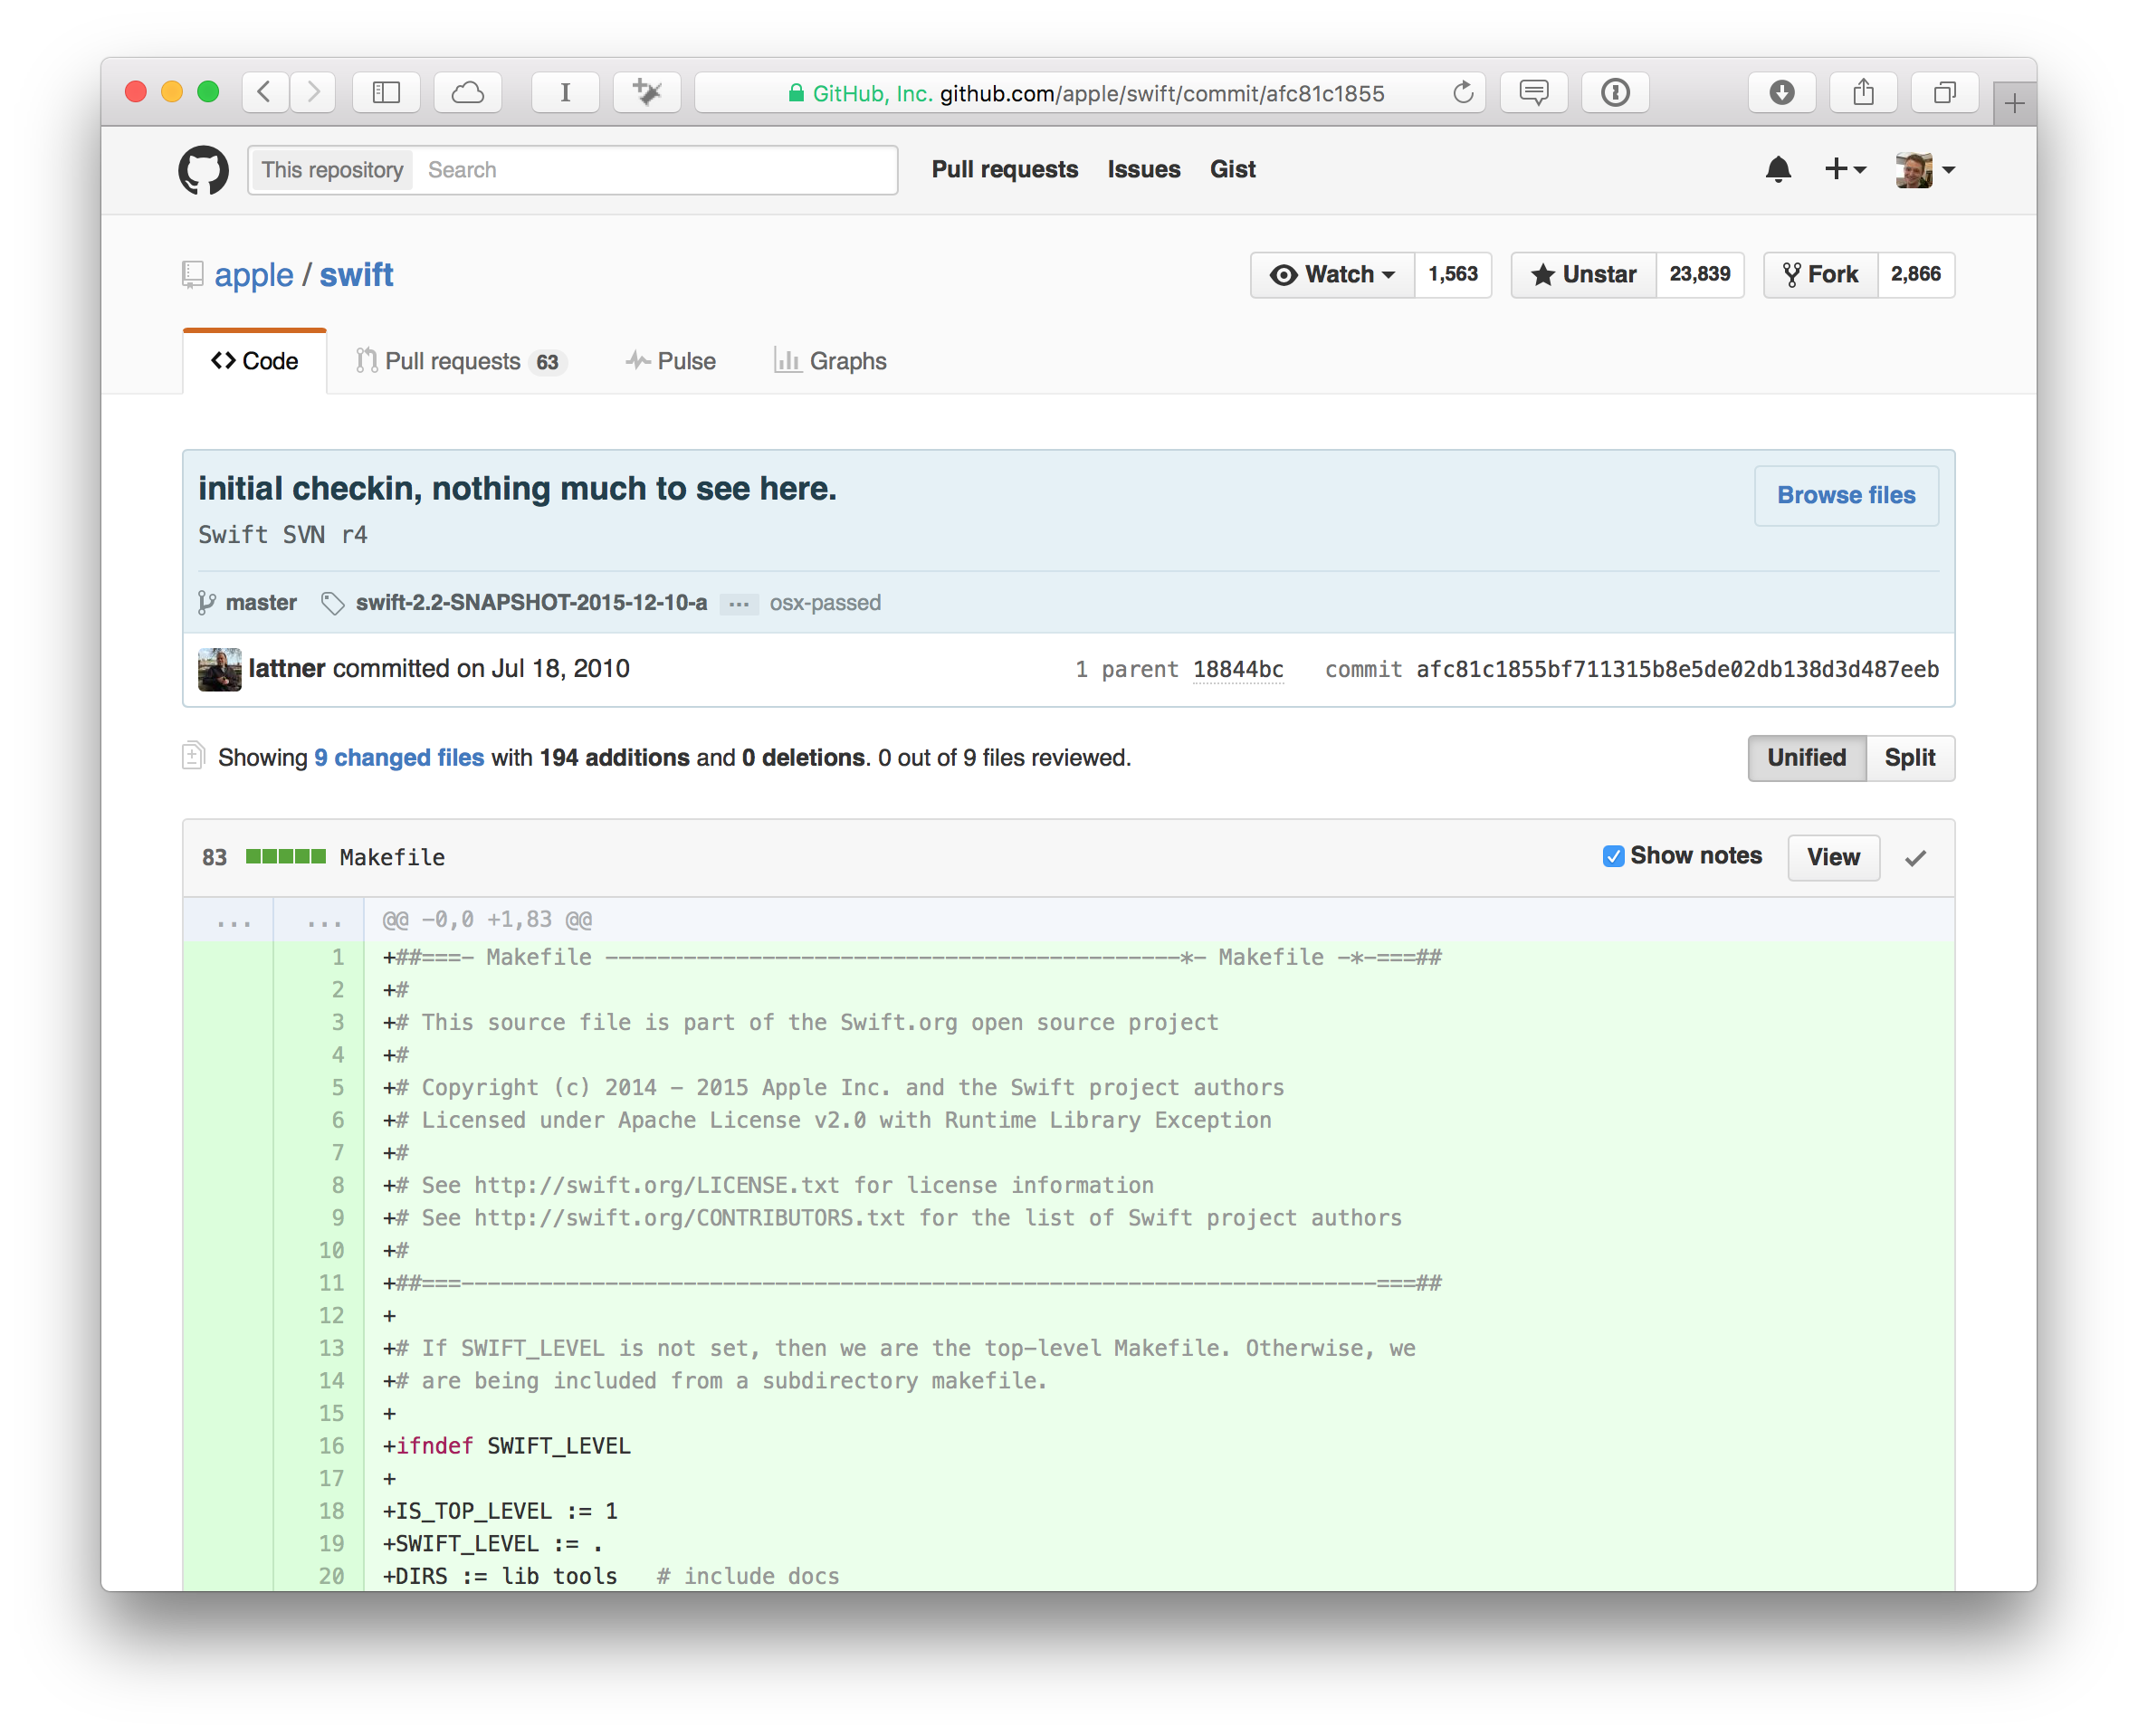 GitHub, Inc. github.com/apple/swift/commit/afc81c1855
This repository Search Pull requests Issues Gist
apple / swift Watch 1,563 Unstar 23,839 Fork 2,866
Code Pull requests 63 Pulse Graphs
initial checkin, nothing much to see here. Browse files
Swift SVN r4
master swift-2.2-SNAPSHOT-2015-12-10-a ... osx-passed
lattner committed on Jul 18, 2010 1 parent 18844bc commit afc81c1855bf711315b8e5de02db138d3d487eeb
Showing 9 changed files with 194 additions and 0 deletions. 0 out of 9 files reviewed. Unified Split
83 Makefile Show notes View
... ... @@ -0,0 +1,83 @@
1 +##===- Makefile --------------------------------------------*- Makefile -*-===##
2 +#
3 +# This source file is part of the Swift.org open source project
4 +#
5 +# Copyright (c) 2014 - 2015 Apple Inc. and the Swift project authors
6 +# Licensed under Apache License v2.0 with Runtime Library Exception
7 +#
8 +# See http://swift.org/LICENSE.txt for license information
9 +# See http://swift.org/CONTRIBUTORS.txt for the list of Swift project authors
10 +#
11 +##===----------------------------------------------------------------------===##
12 +
13 +# If SWIFT_LEVEL is not set, then we are the top-level Makefile. Otherwise, we
14 +# are being included from a subdirectory makefile.
15 +
16 +ifndef SWIFT_LEVEL
17 +
18 +IS_TOP_LEVEL := 1
19 +SWIFT_LEVEL := .
20 +DIRS := lib tools   # include docs